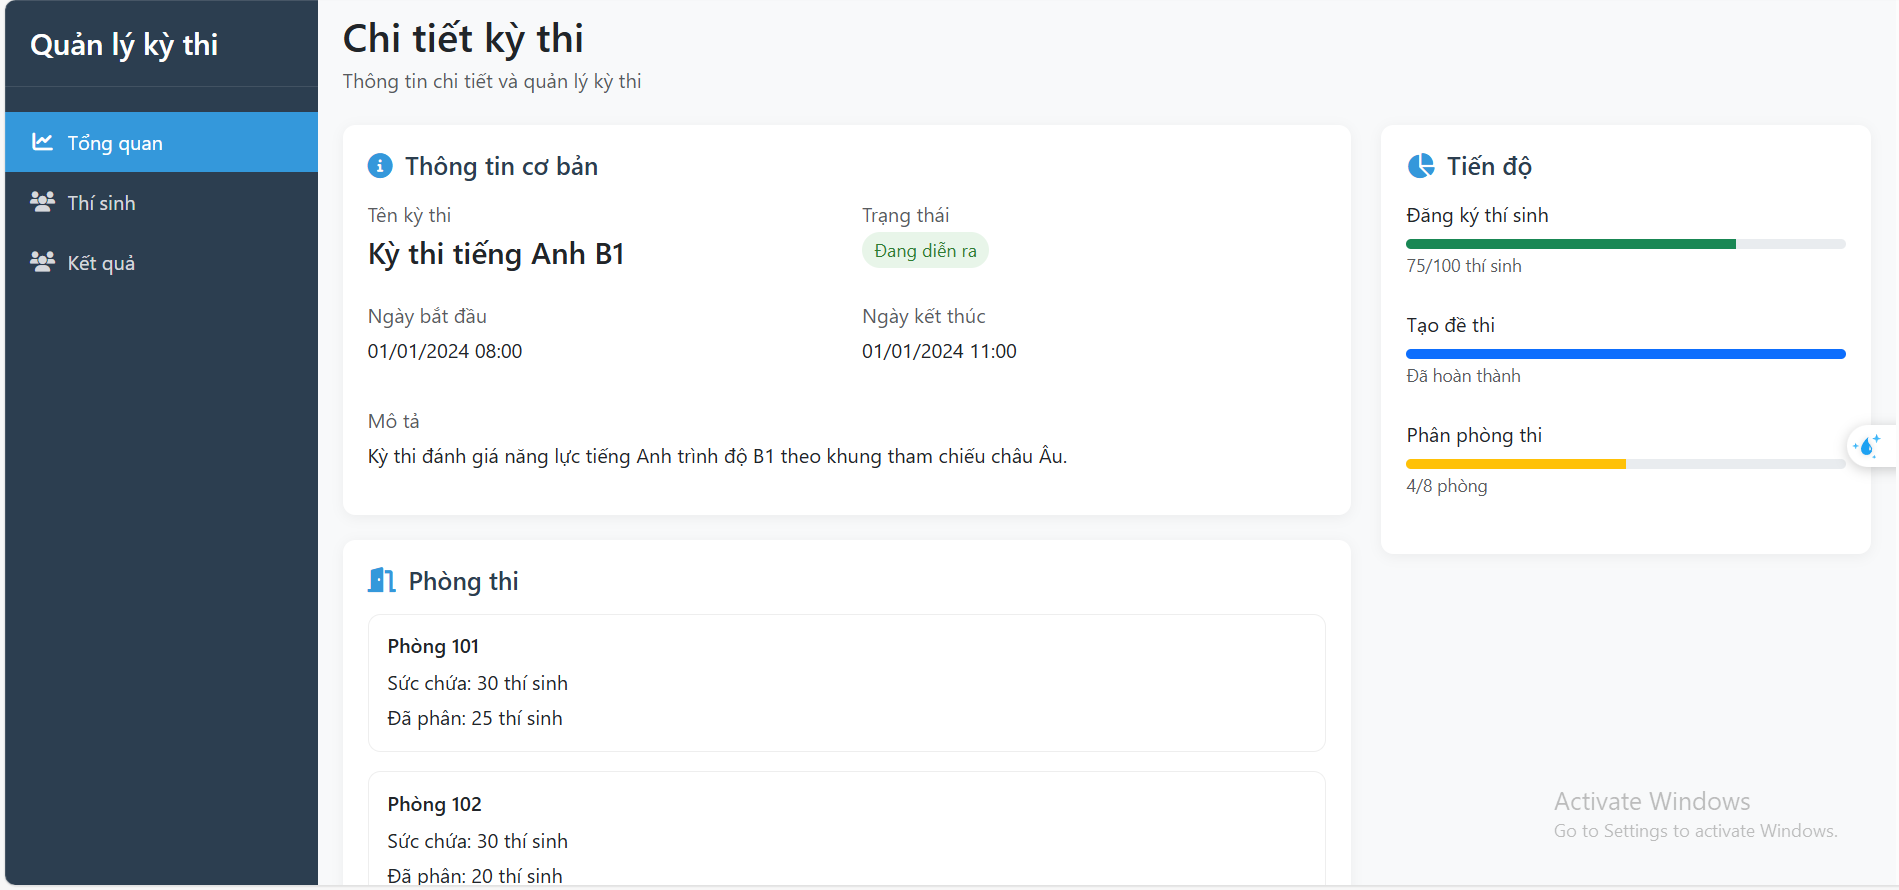 Quản lý kỳ thi
Tổng quan
Thí sinh
Kết quả
Chi tiết kỳ thi
Thông tin chi tiết và quản lý kỳ thi
Thông tin cơ bản
Tên kỳ thi
Kỳ thi tiếng Anh B1
Trạng thái
Đang diễn ra
Ngày bắt đầu
01/01/2024 08:00
Ngày kết thúc
01/01/2024 11:00
Mô tả
Kỳ thi đánh giá năng lực tiếng Anh trình độ B1 theo khung tham chiếu châu Âu.
Phòng thi
Phòng 101
Sức chứa: 30 thí sinh
Đã phân: 25 thí sinh
Phòng 102
Sức chứa: 30 thí sinh
Đã phân: 20 thí sinh
Tiến độ
Đăng ký thí sinh
75/100 thí sinh
Tạo đề thi
Đã hoàn thành
Phân phòng thi
4/8 phòng
Activate Windows
Go to Settings to activate Windows.